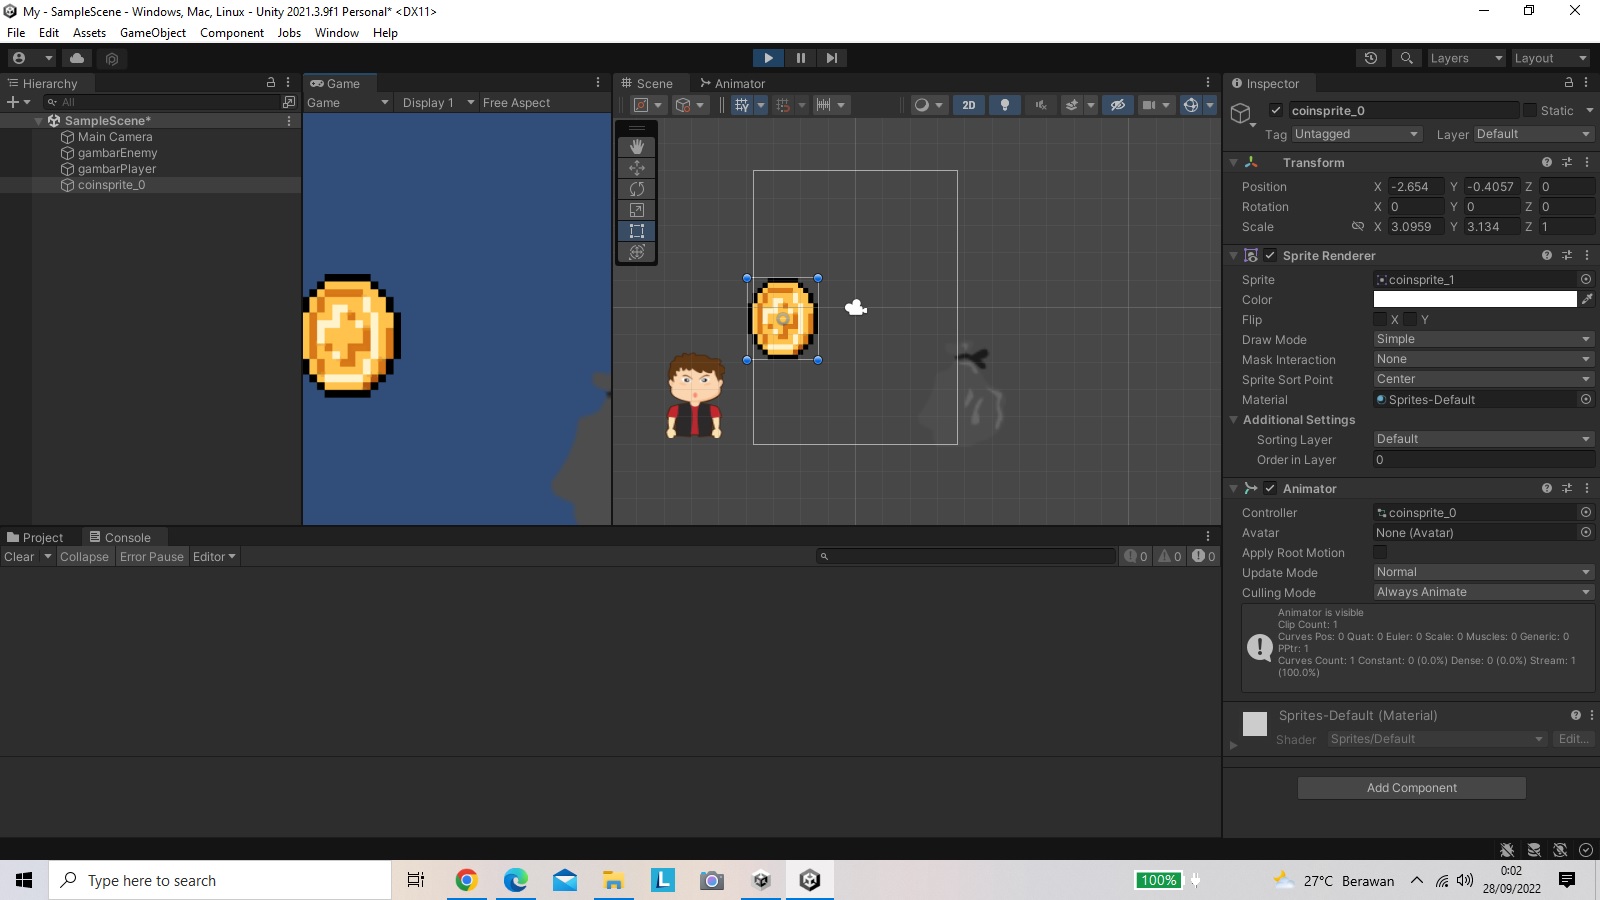 My - SampleScene - Windows, Mac, Linux - Unity 2021.3.9f1 Personal* <DX11>
File Edit Assets GameObject Component Jobs Window Help
Layers Layout
Hierarchy
All
SampleScene*
Main Camera
gambarEnemy
gambarPlayer
coinsprite_0
Game
Game Display 1 Free Aspect
Scene Animator
2D
Inspector
coinsprite_0 Static
Tag Untagged Layer Default
Transform
Position X -2.654 Y -0.4057 Z 0
Rotation X 0 Y 0 Z 0
Scale X 3.0959 Y 3.134 Z 1
Sprite Renderer
Sprite coinsprite_1
Color
Flip X Y
Draw Mode Simple
Mask Interaction None
Sprite Sort Point Center
Material Sprites-Default
Additional Settings
Sorting Layer Default
Order in Layer 0
Animator
Controller coinsprite_0
Avatar None (Avatar)
Apply Root Motion
Update Mode Normal
Culling Mode Always Animate
Animator is visible
Clip Count: 1
Curves Pos: 0 Quat: 0 Euler: 0 Scale: 0 Muscles: 0 Generic: 0
PPtr: 1
Curves Count: 1 Constant: 0 (0.0%) Dense: 0 (0.0%) Stream: 1
(100.0%)
Sprites-Default (Material)
Shader Sprites/Default Edit...
Add Component
Project Console
Clear Collapse Error Pause Editor
0 0 0
Type here to search
L
100%
27°C Berawan
0:02
28/09/2022